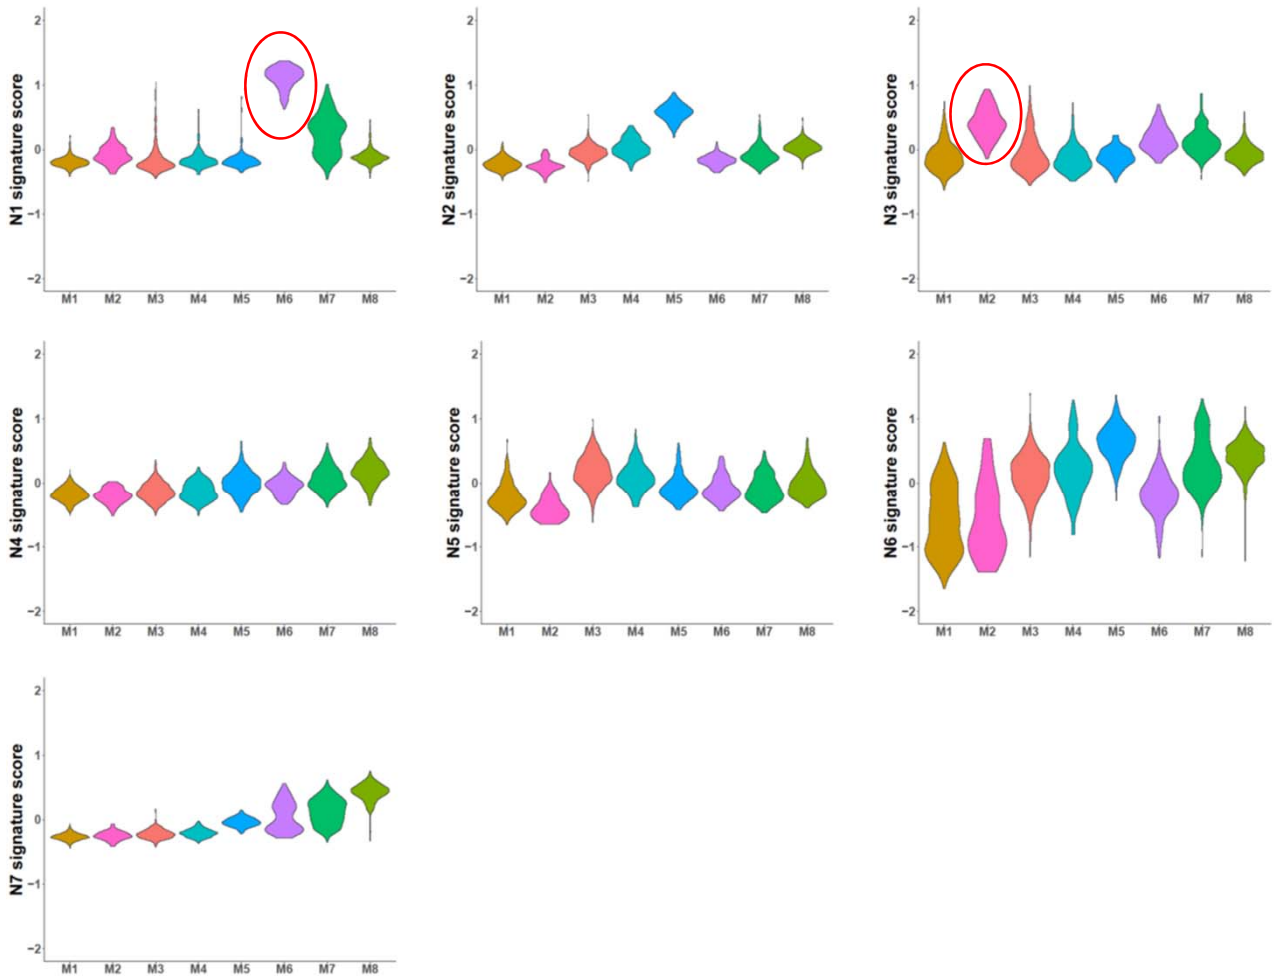 N1 signature score
2
1
0
−1
−2
M1 M2 M3 M4 M5 M6 M7 M8
N2 signature score
2
1
0
−1
−2
M1 M2 M3 M4 M5 M6 M7 M8
N3 signature score
2
1
0
−1
−2
M1 M2 M3 M4 M5 M6 M7 M8
N4 signature score
2
1
0
−1
−2
M1 M2 M3 M4 M5 M6 M7 M8
N5 signature score
2
1
0
−1
−2
M1 M2 M3 M4 M5 M6 M7 M8
N6 signature score
2
1
0
−1
−2
M1 M2 M3 M4 M5 M6 M7 M8
N7 signature score
2
1
0
−1
−2
M1 M2 M3 M4 M5 M6 M7 M8